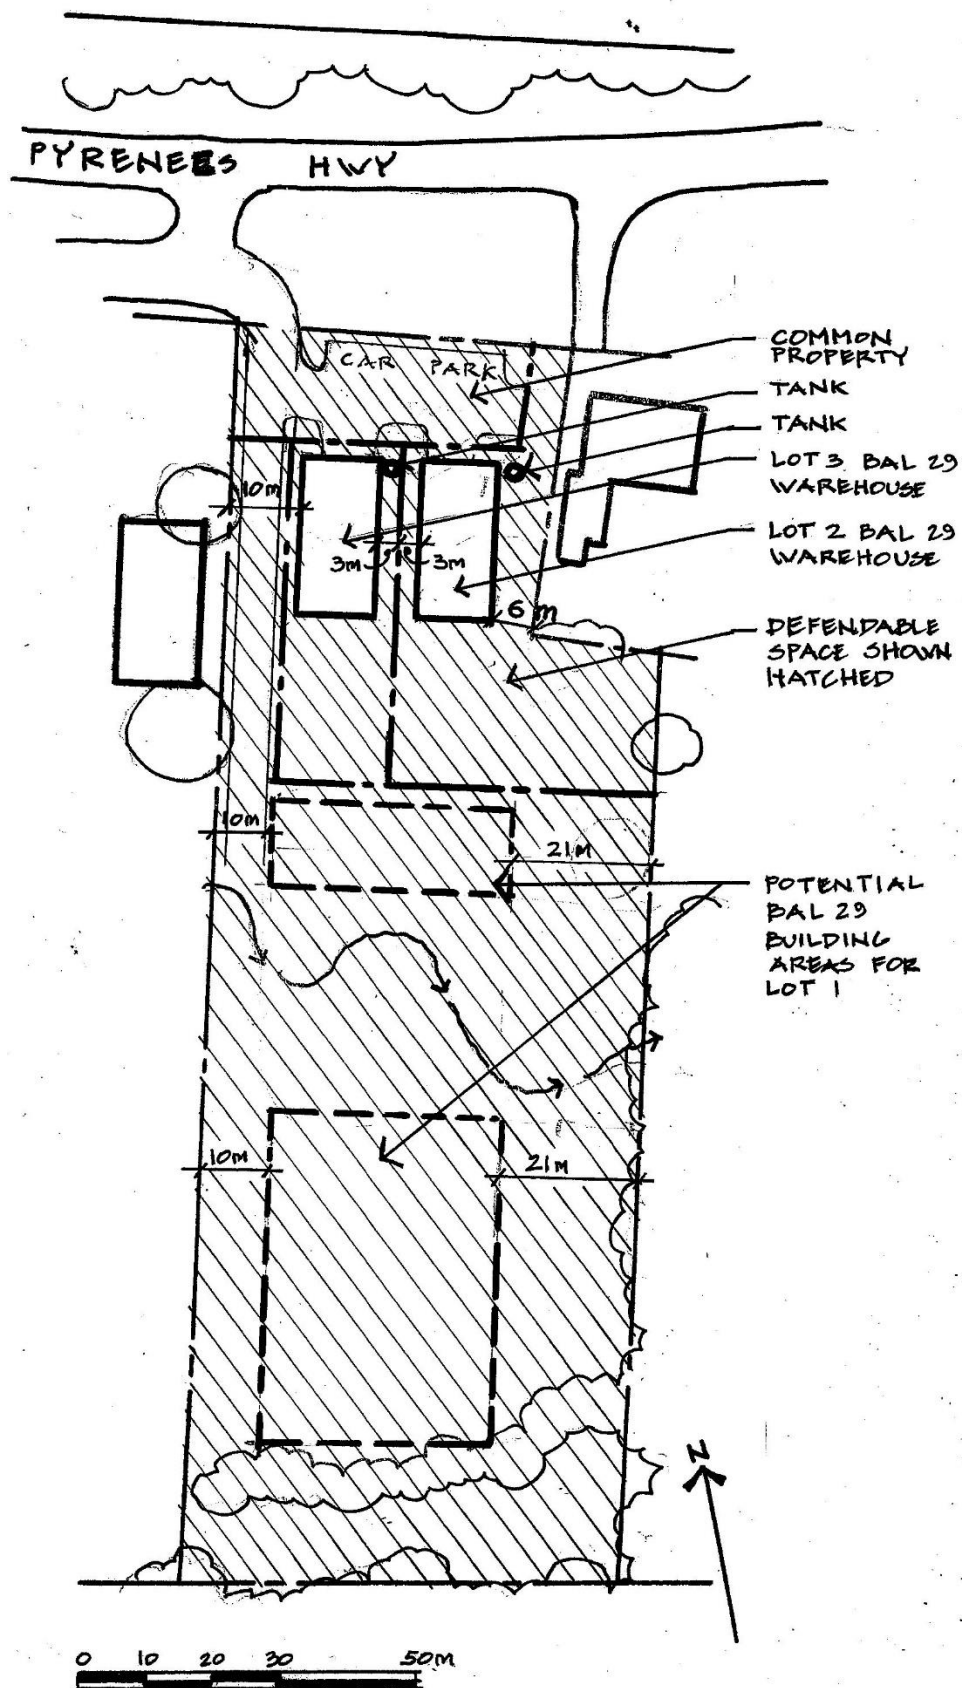 PYRENEES HWY
CAR PARK
COMMON
PROPERTY
TANK
TANK
LOT 3 BAL 29
WAREHOUSE
LOT 2 BAL 29
WAREHOUSE
10m
3m
3m
6 m
DEFENDABLE
SPACE SHOWN
HATCHED
10m
21M
POTENTIAL
BAL 29
BUILDING
AREAS FOR
LOT 1
10m
21m
N
0 10 20 30 50m